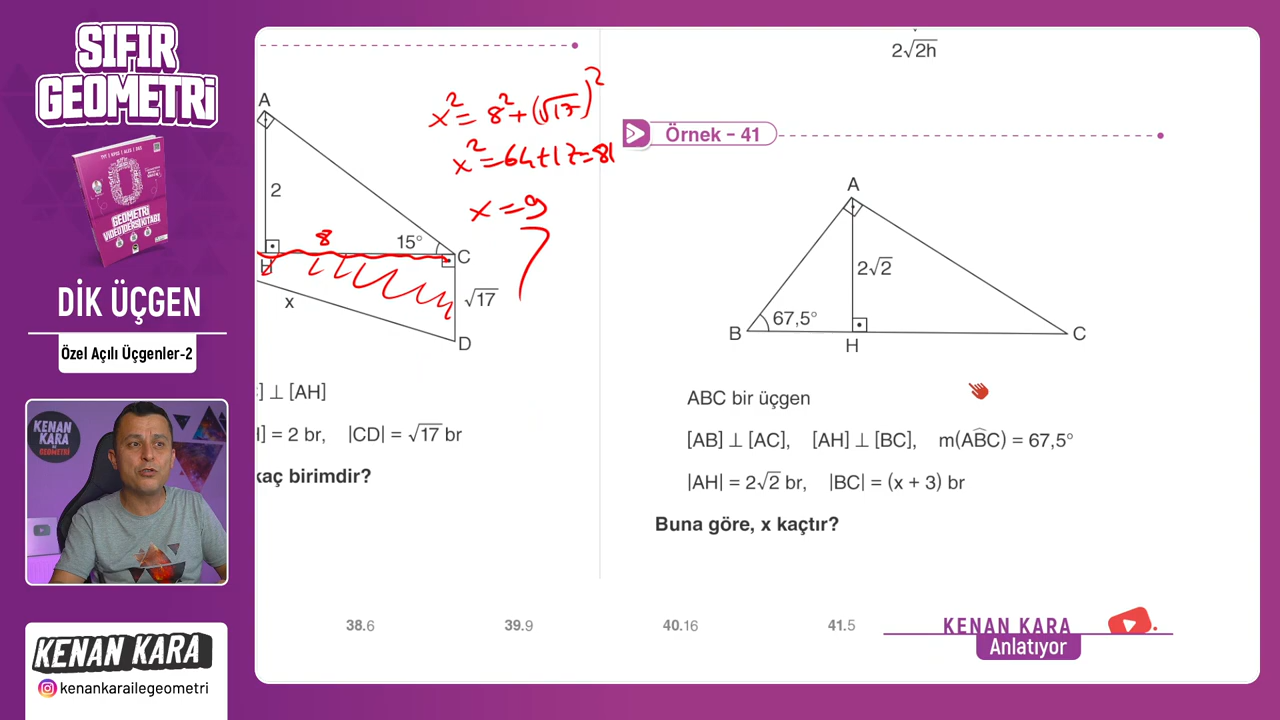 SIFIR
GEOMETRİ
0
GEOMETRİ
VİDEO DERS KİTABI
DİK ÜÇGEN
Özel Açılı Üçgenler-2
KENAN
KARA
GEOMETRİ
KENAN KARA
kenankarailegeometri
A
2
8
15°
C
H
x
√17
D
x² = 8² + (√17)²
x² = 64+17=81
x = 9
] ⊥ [AH]
] = 2 br, |CD| = √17 br
kaç birimdir?
2√2h
Örnek – 41
A
2√2
67,5°
B
H
C
ABC bir üçgen
[AB] ⊥ [AC], [AH] ⊥ [BC], m(ABC) = 67,5°
|AH| = 2√2 br, |BC| = (x + 3) br
Buna göre, x kaçtır?
38.6 39.9 40.16 41.5
KENAN KARA
Anlatıyor